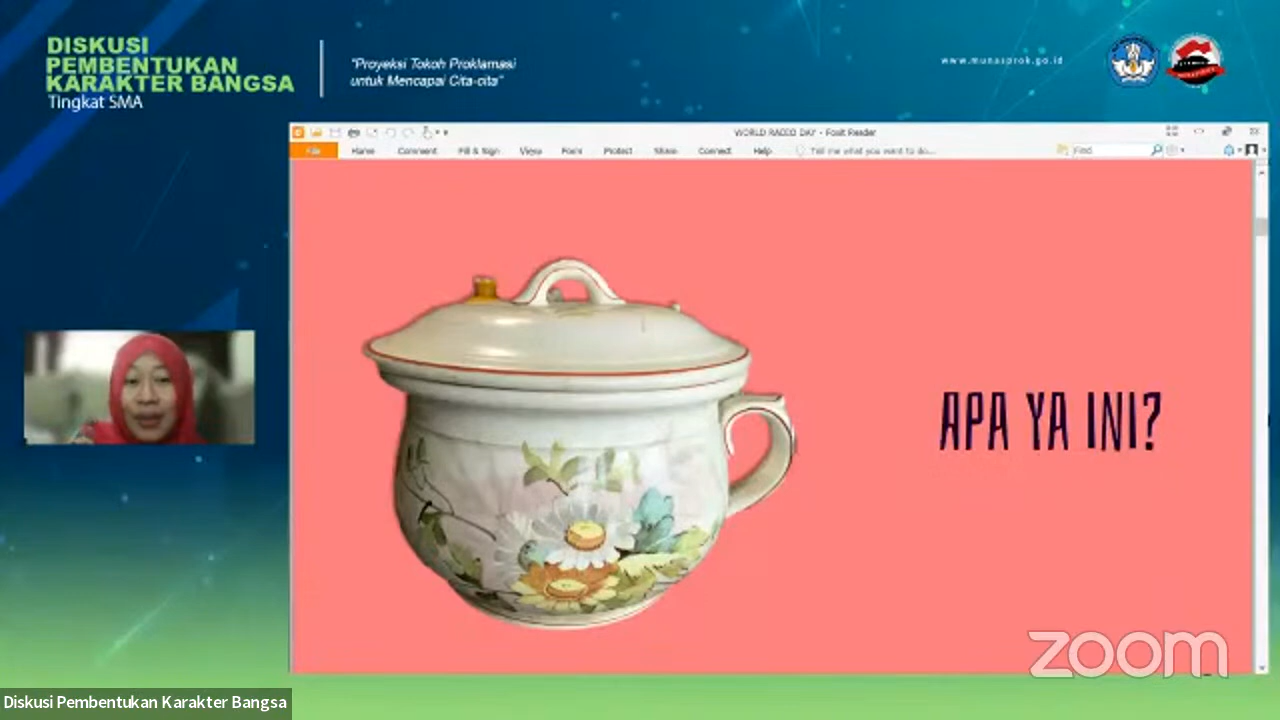 DISKUSI
PEMBENTUKAN
KARAKTER BANGSA
Tingkat SMA
"Proyeksi Tokoh Proklamasi
untuk Mencapai Cita-cita"
www.munasprok.go.id
WORLD RADIO DAY - Foxit Reader
File Home Comment Fill & Sign View Form Protect Share Connect Help Tell me what you want to do... Find
APA YA INI?
zoom
Diskusi Pembentukan Karakter Bangsa